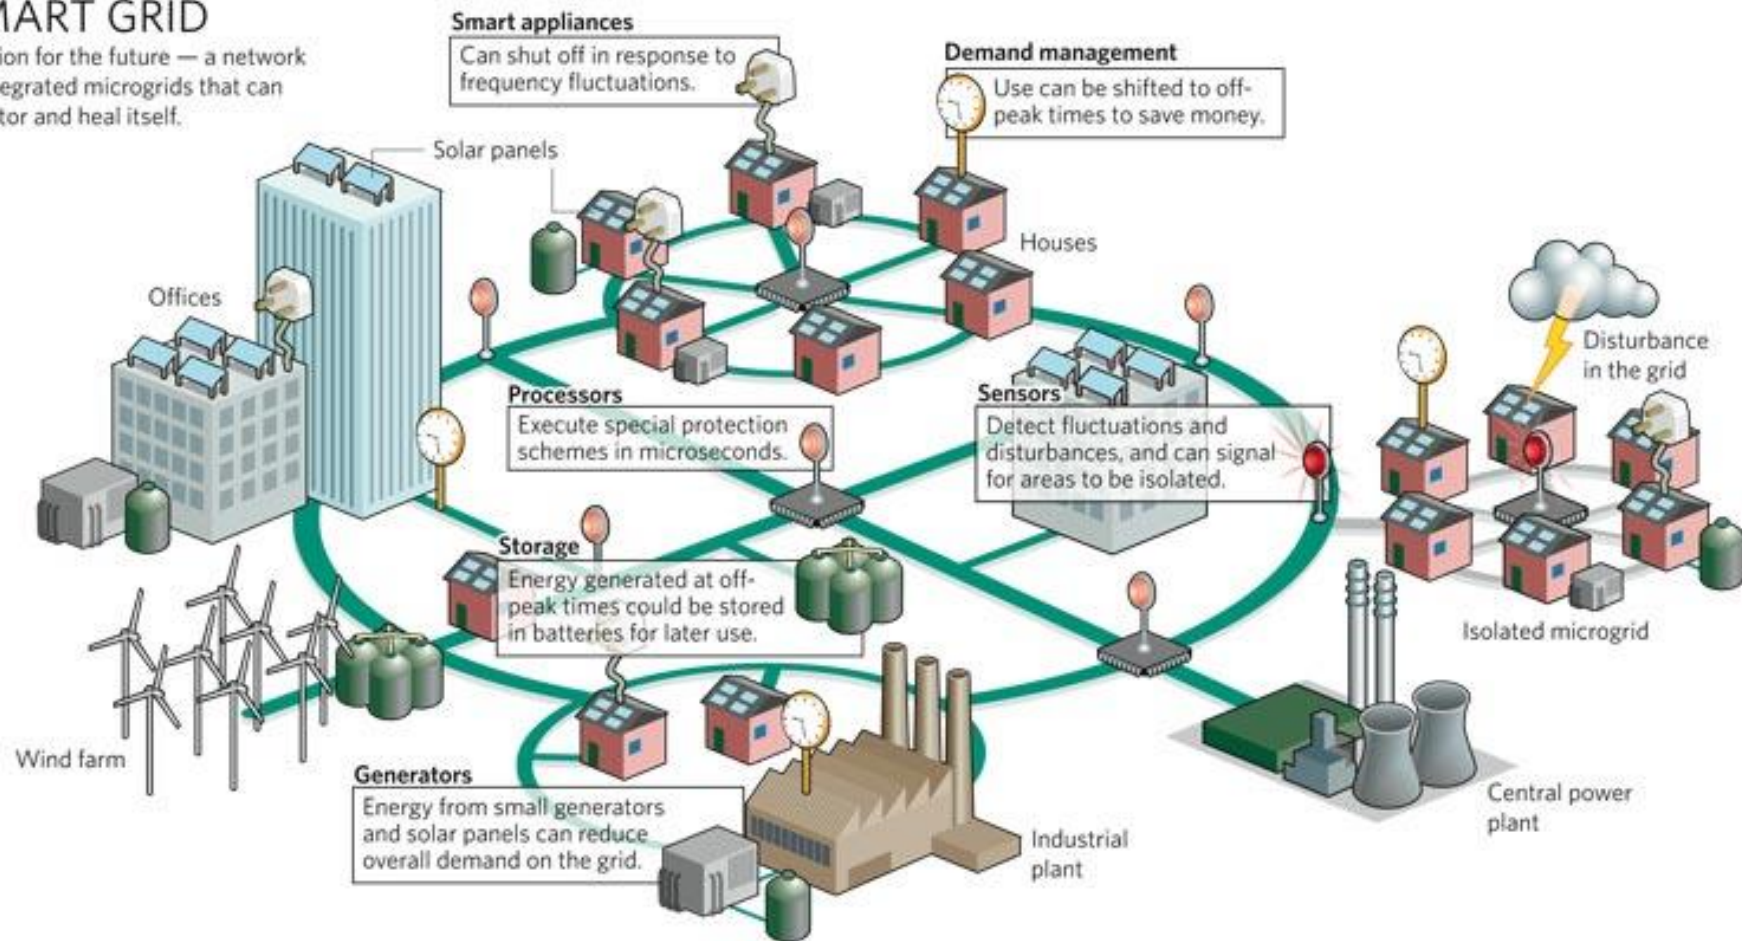 MART GRID
ion for the future — a network
egrated microgrids that can
tor and heal itself.
Smart appliances
Can shut off in response to
frequency fluctuations.
Demand management
Use can be shifted to off-
peak times to save money.
Solar panels
Houses
Offices
Disturbance
in the grid
Processors
Execute special protection
schemes in microseconds.
Sensors
Detect fluctuations and
disturbances, and can signal
for areas to be isolated.
Storage
Energy generated at off-
peak times could be stored
in batteries for later use.
Isolated microgrid
Wind farm
Generators
Energy from small generators
and solar panels can reduce
overall demand on the grid.
Industrial
plant
Central power
plant